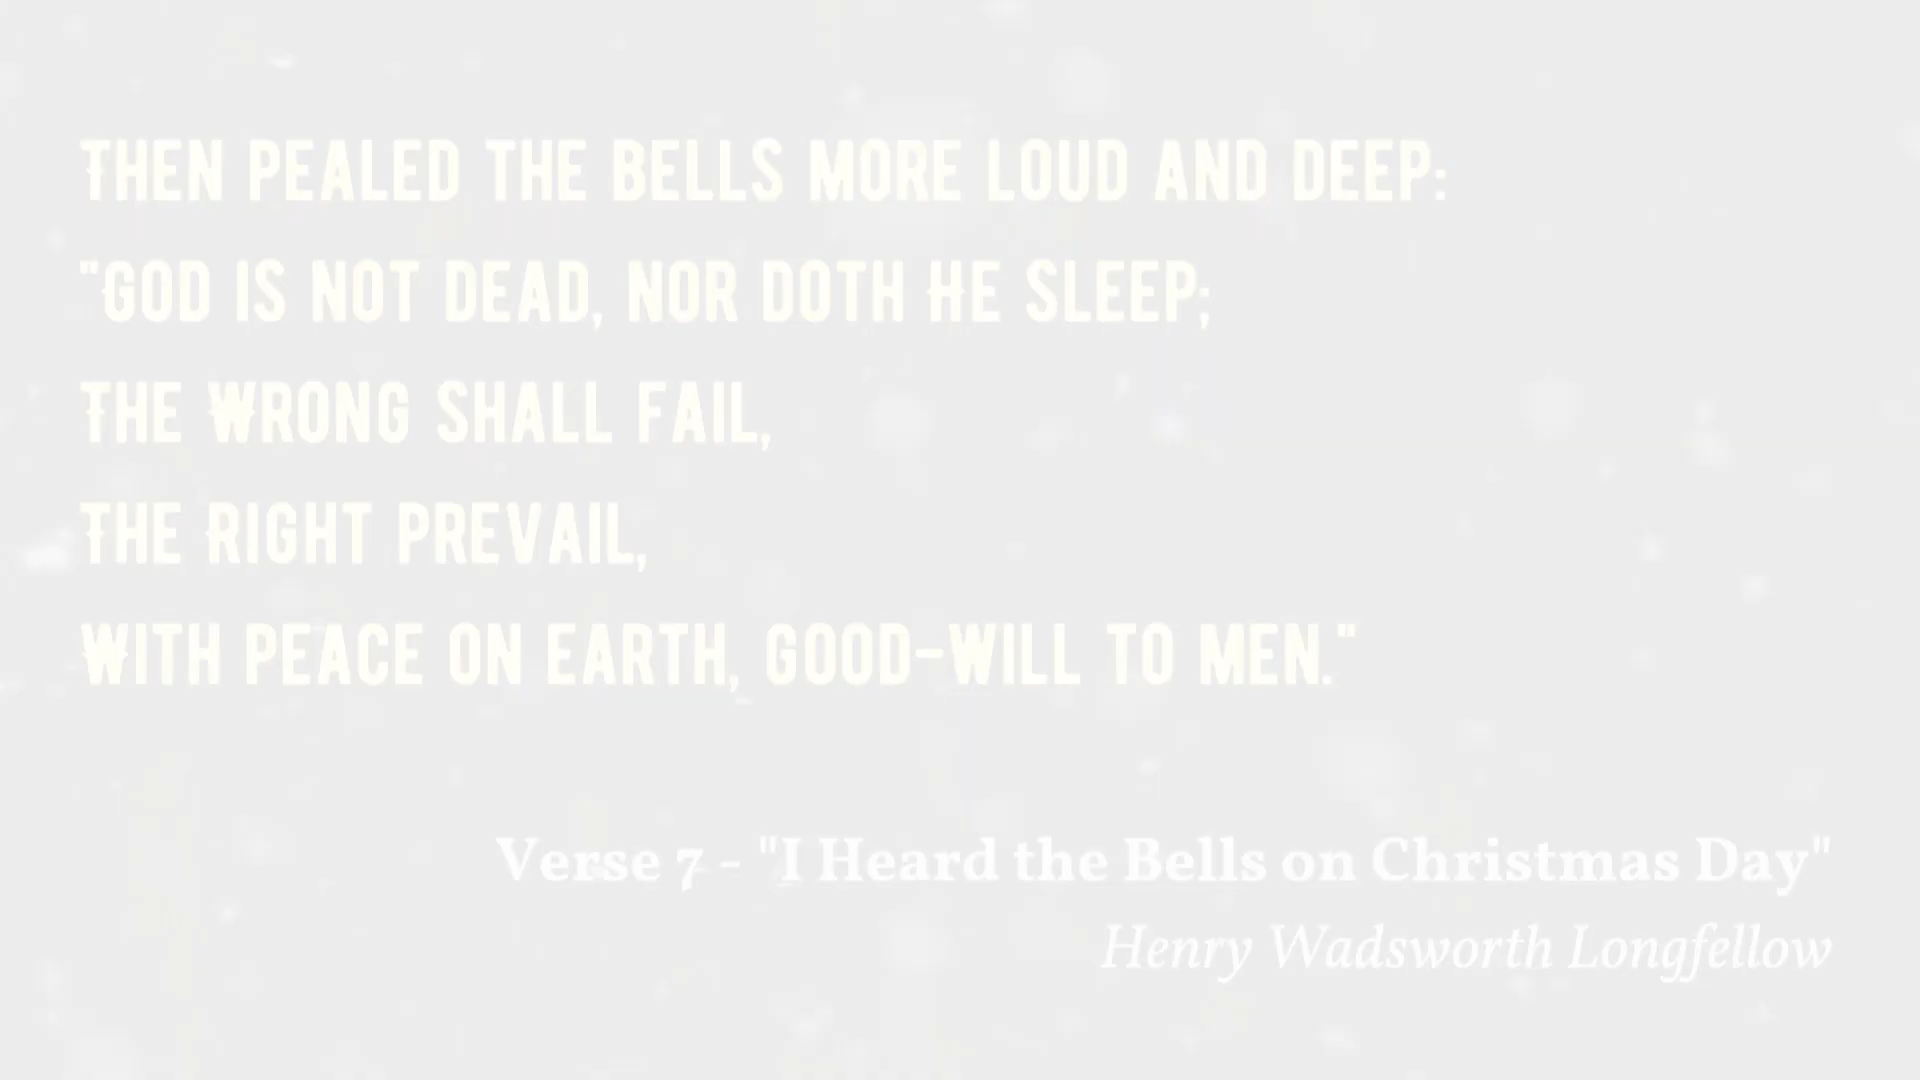 THEN PEALED THE BELLS MORE LOUD AND DEEP:
"GOD IS NOT DEAD, NOR DOTH HE SLEEP;
THE WRONG SHALL FAIL,
THE RIGHT PREVAIL,
WITH PEACE ON EARTH, GOOD-WILL TO MEN."
Verse 7 - "I Heard the Bells on Christmas Day"
Henry Wadsworth Longfellow